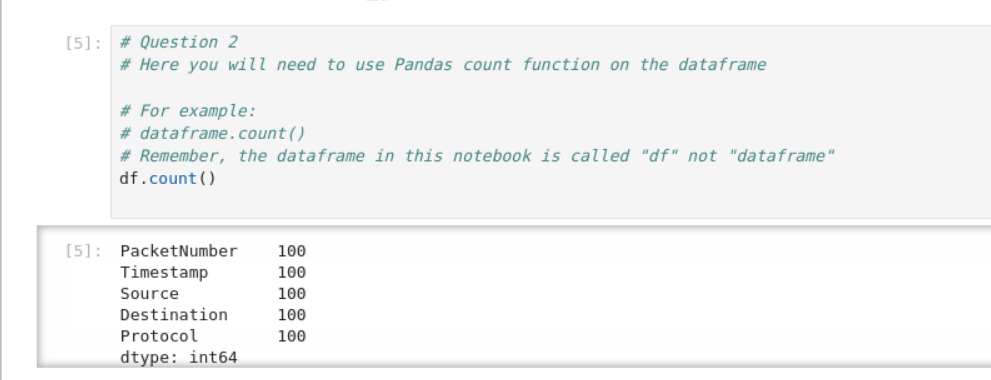 [5]: # Question 2
# Here you will need to use Pandas count function on the dataframe
# For example:
# dataframe.count()
# Remember, the dataframe in this notebook is called "df" not "dataframe"
df.count()
[5]: PacketNumber    100
Timestamp       100
Source          100
Destination     100
Protocol        100
dtype: int64